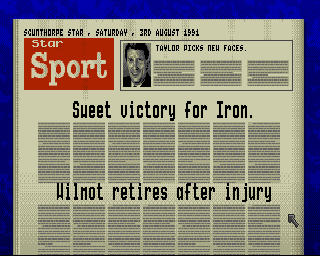 SCUNTHORPE STAR , SATURDAY , 3RD AUGUST 1991
Star
Sport
TAYLOR PICKS NEW FACES.
Sweet victory for Iron.
Wilmot retires after injury